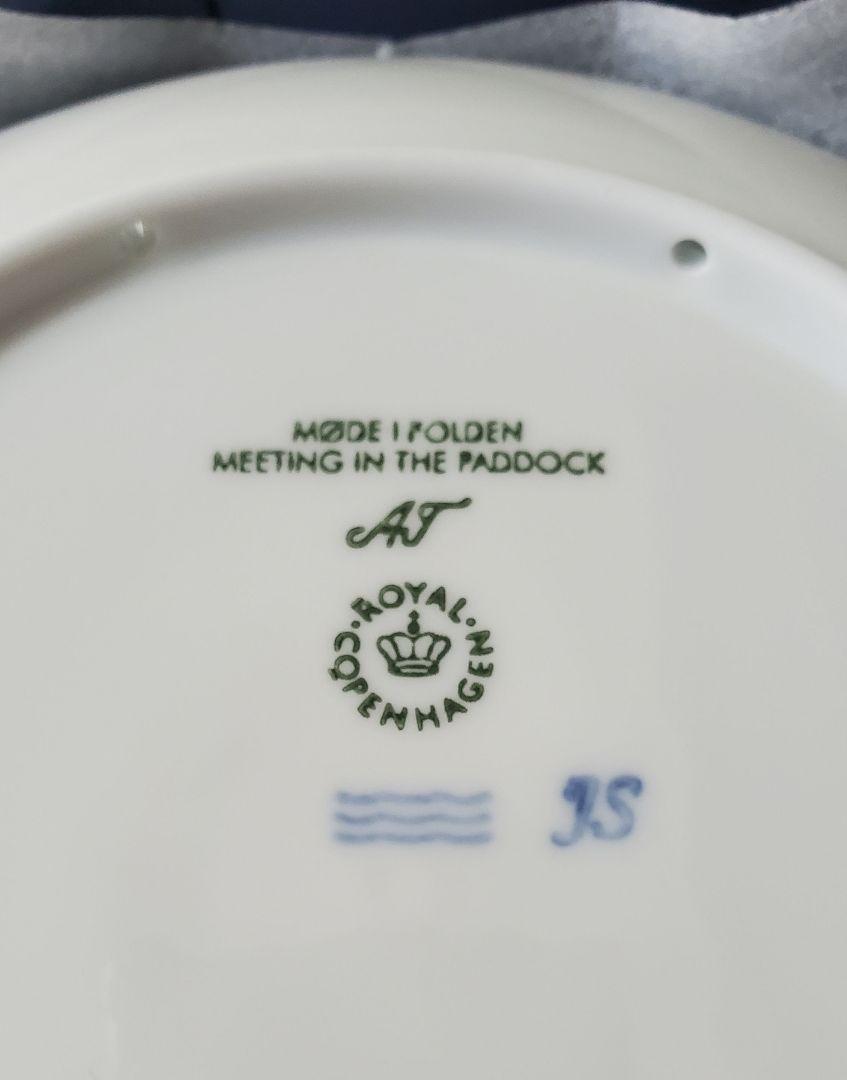 MØDE I FOLDEN
MEETING IN THE PADDOCK
AT
ROYAL
COPENHAGEN
JS